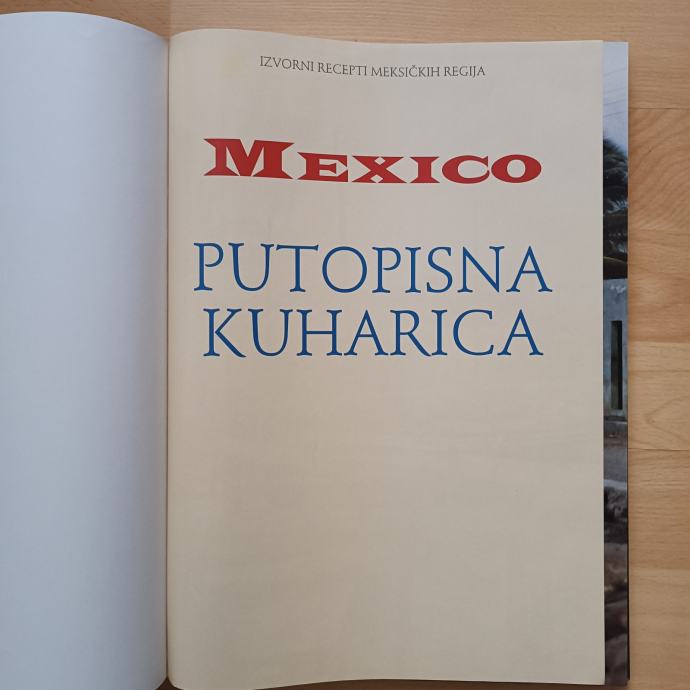 IZVORNI RECEPTI MEKSIČKIH REGIJA
MEXICO
PUTOPISNA
KUHARICA